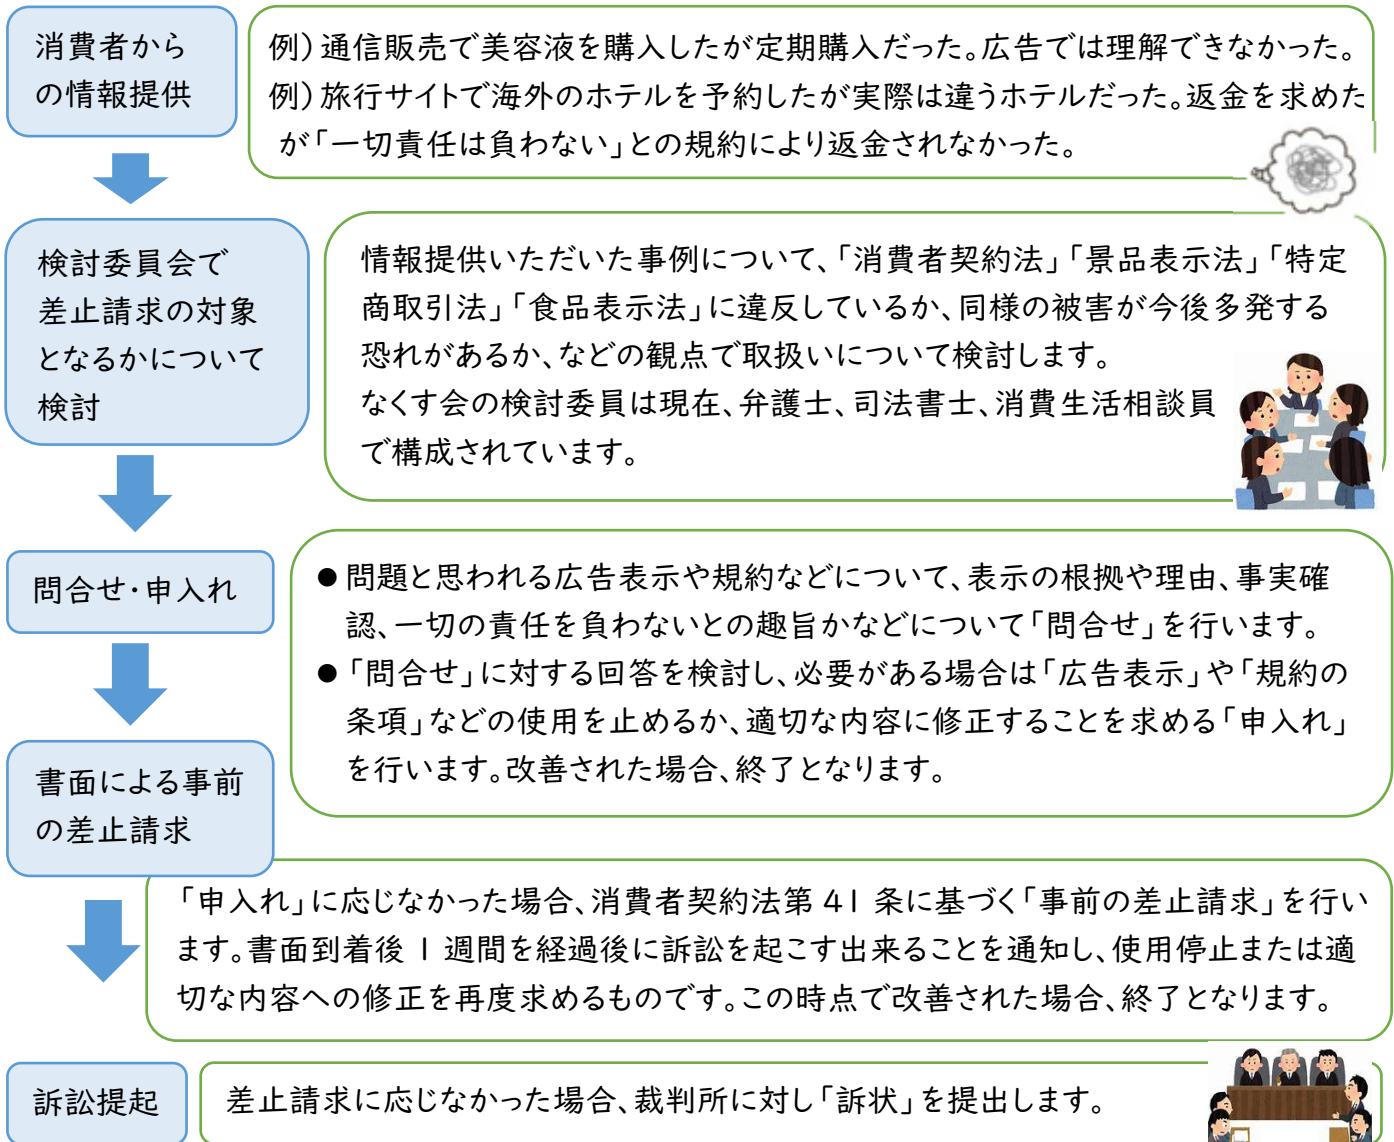 消費者から
の情報提供
例)通信販売で美容液を購入したが定期購入だった。広告では理解できなかった。
例)旅行サイトで海外のホテルを予約したが実際は違うホテルだった。返金を求めた
が「一切責任は負わない」との規約により返金されなかった。
検討委員会で
差止請求の対象
となるかについて
検討
情報提供いただいた事例について、「消費者契約法」「景品表示法」「特定
商取引法」「食品表示法」に違反しているか、同様の被害が今後多発する
恐れがあるか、などの観点で取扱いについて検討します。
なくす会の検討委員は現在、弁護士、司法書士、消費生活相談員
で構成されています。
問合せ・申入れ
●問題と思われる広告表示や規約などについて、表示の根拠や理由、事実確
認、一切の責任を負わないとの趣旨かなどについて「問合せ」を行います。
●「問合せ」に対する回答を検討し、必要がある場合は「広告表示」や「規約の
条項」などの使用を止めるか、適切な内容に修正することを求める「申入れ」
を行います。改善された場合、終了となります。
書面による事前
の差止請求
「申入れ」に応じなかった場合、消費者契約法第 41 条に基づく「事前の差止請求」を行い
ます。書面到着後 1 週間を経過後に訴訟を起こす出来ることを通知し、使用停止または適
切な内容への修正を再度求めるものです。この時点で改善された場合、終了となります。
訴訟提起
差止請求に応じなかった場合、裁判所に対し「訴状」を提出します。